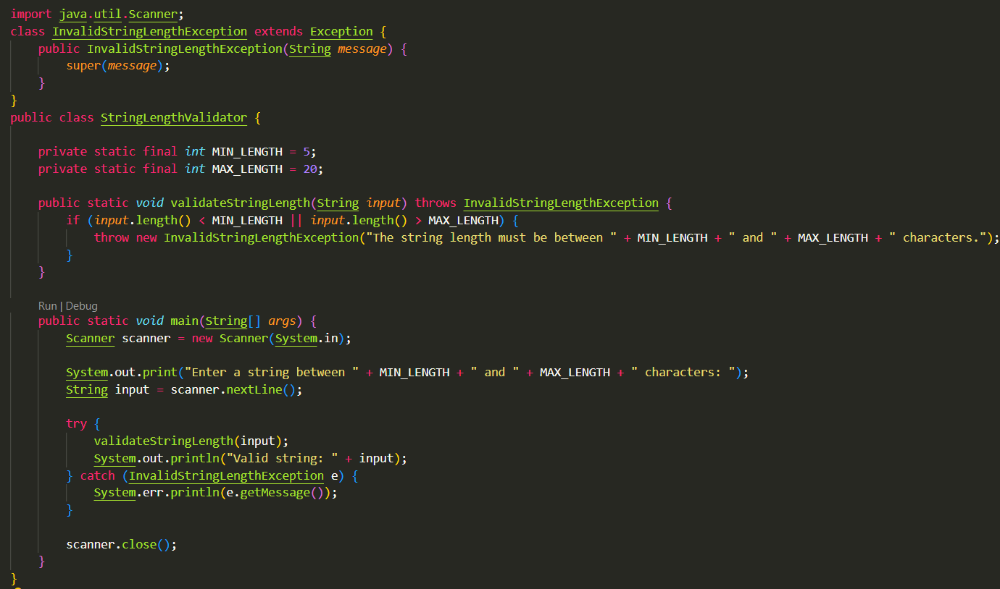 import java.util.Scanner;
class InvalidStringLengthException extends Exception {
    public InvalidStringLengthException(String message) {
        super(message);
    }
}
public class StringLengthValidator {

    private static final int MIN_LENGTH = 5;
    private static final int MAX_LENGTH = 20;

    public static void validateStringLength(String input) throws InvalidStringLengthException {
        if (input.length() < MIN_LENGTH || input.length() > MAX_LENGTH) {
            throw new InvalidStringLengthException("The string length must be between " + MIN_LENGTH + " and " + MAX_LENGTH + " characters.");
        }
    }

    Run | Debug
    public static void main(String[] args) {
        Scanner scanner = new Scanner(System.in);

        System.out.print("Enter a string between " + MIN_LENGTH + " and " + MAX_LENGTH + " characters: ");
        String input = scanner.nextLine();

        try {
            validateStringLength(input);
            System.out.println("Valid string: " + input);
        } catch (InvalidStringLengthException e) {
            System.err.println(e.getMessage());
        }

        scanner.close();
    }
}